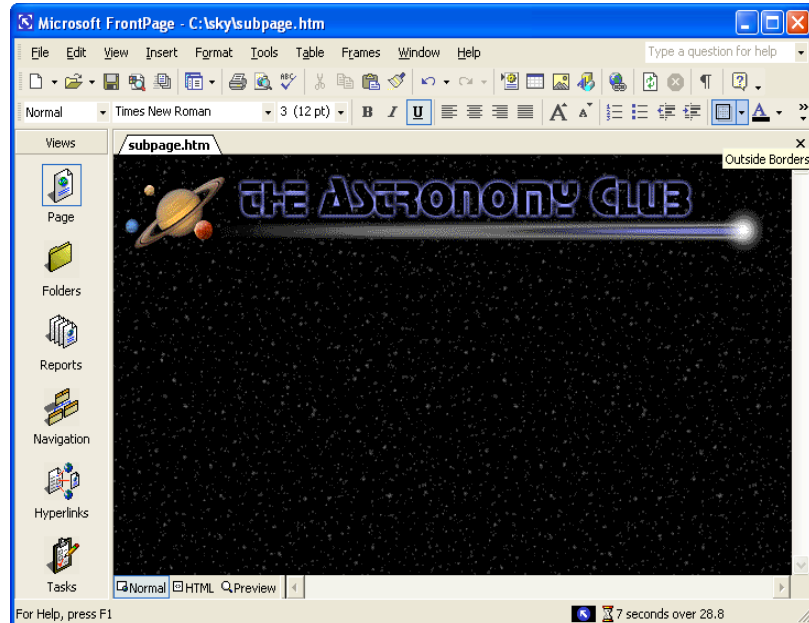 Microsoft FrontPage - C:\sky\subpage.htm
File Edit View Insert Format Tools Table Frames Window Help Type a question for help
ABC
Normal Times New Roman 3 (12 pt) B I U A A A
Views subpage.htm
Outside Borders
the Astronomy Club
Page
Folders
Reports
Navigation
Hyperlinks
Tasks
Normal HTML Preview
For Help, press F1 7 seconds over 28.8